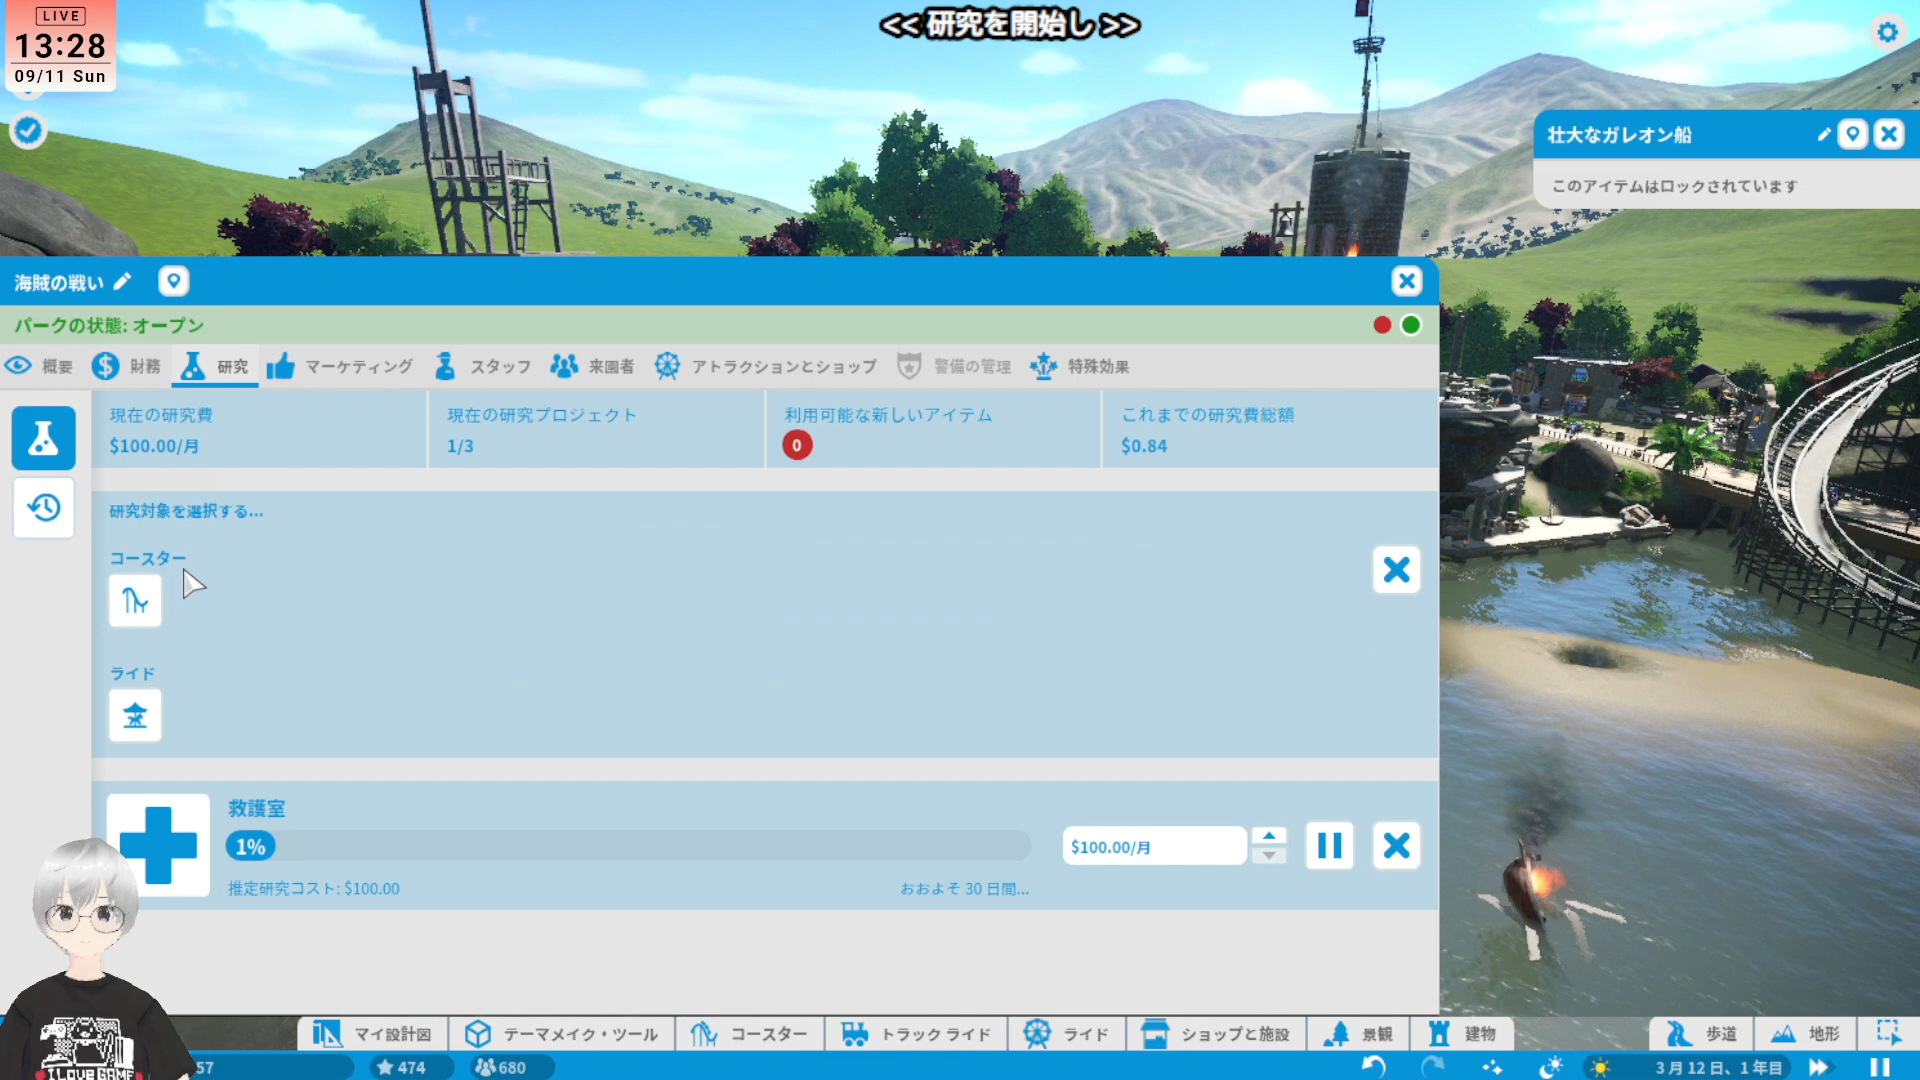 LIVE
13:28
09/11 Sun
<< 研究を開始し >>
壮大なガレオン船
このアイテムはロックされています
海賊の戦い
パークの状態: オープン
概要 財務 研究 マーケティング スタッフ 来園者 アトラクションとショップ 警備の管理 特殊効果
現在の研究費 現在の研究プロジェクト 利用可能な新しいアイテム これまでの研究費総額
$100.00/月 1/3 0 $0.84
研究対象を選択する...
コースター
ライド
救護室
1% $100.00/月
推定研究コスト: $100.00 おおよそ 30 日間...
マイ設計図 テーマメイク・ツール コースター トラック ライド ライド ショップと施設 景観 建物 歩道 地形
57 474 680 3 月 12 日、1 年目
I LOVE GAME